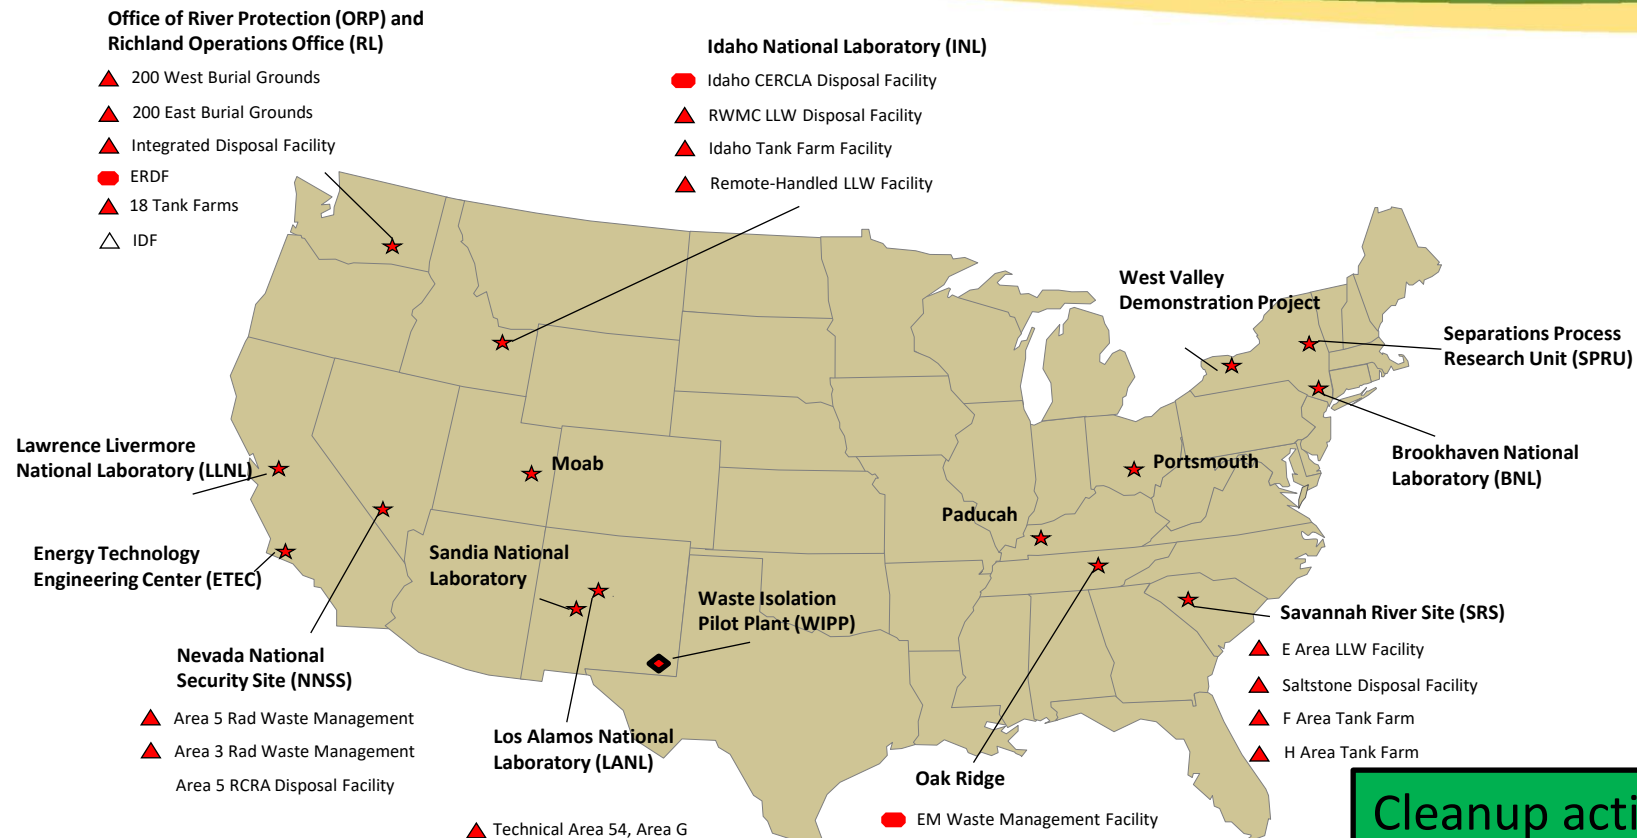 Office of River Protection (ORP) and
Richland Operations Office (RL)
200 West Burial Grounds
200 East Burial Grounds
Integrated Disposal Facility
ERDF
18 Tank Farms
IDF
Idaho National Laboratory (INL)
Idaho CERCLA Disposal Facility
RWMC LLW Disposal Facility
Idaho Tank Farm Facility
Remote-Handled LLW Facility
West Valley
Demonstration Project
Separations Process
Research Unit (SPRU)
Brookhaven National
Laboratory (BNL)
Lawrence Livermore
National Laboratory (LLNL)
Moab
Portsmouth
Paducah
Energy Technology
Engineering Center (ETEC)
Sandia National
Laboratory
Waste Isolation
Pilot Plant (WIPP)
Savannah River Site (SRS)
E Area LLW Facility
Saltstone Disposal Facility
F Area Tank Farm
H Area Tank Farm
Nevada National
Security Site (NNSS)
Area 5 Rad Waste Management
Area 3 Rad Waste Management
Area 5 RCRA Disposal Facility
Los Alamos National
Laboratory (LANL)
Technical Area 54, Area G
Oak Ridge
EM Waste Management Facility
Cleanup acti